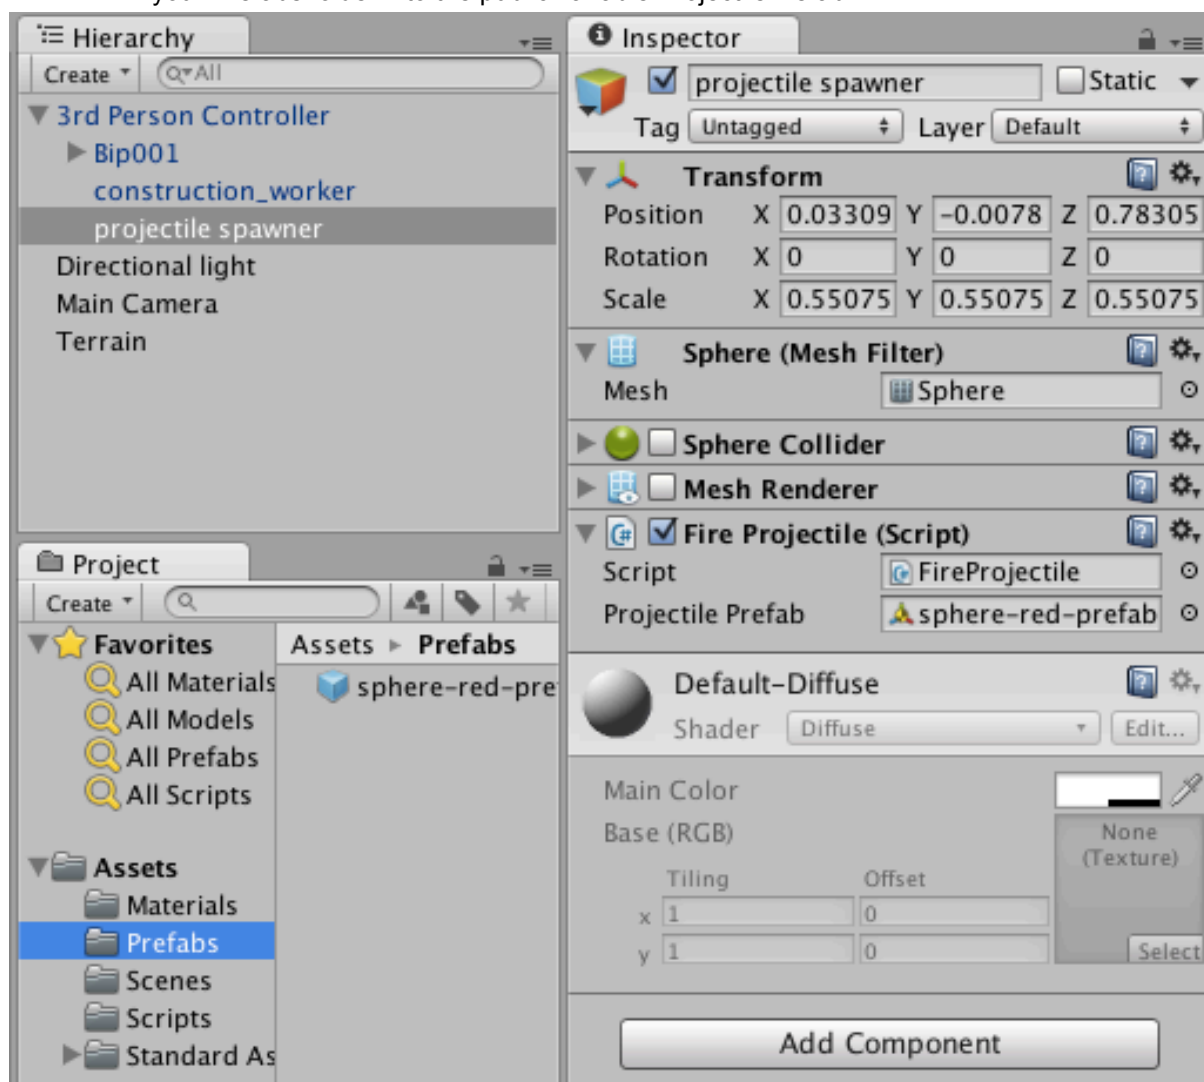 Hierarchy
Create
All
3rd Person Controller
Bip001
construction_worker
projectile spawner
Directional light
Main Camera
Terrain
Project
Create
Favorites
All Materials
All Models
All Prefabs
All Scripts
Assets
Materials
Prefabs
Scenes
Scripts
Standard As
Assets Prefabs
sphere-red-pre
Inspector
projectile spawner Static
Tag Untagged Layer Default
Transform
Position X 0.03309 Y -0.0078 Z 0.78305
Rotation X 0 Y 0 Z 0
Scale X 0.55075 Y 0.55075 Z 0.55075
Sphere (Mesh Filter)
Mesh Sphere
Sphere Collider
Mesh Renderer
Fire Projectile (Script)
Script FireProjectile
Projectile Prefab sphere-red-prefab
Default-Diffuse
Shader Diffuse Edit...
Main Color
Base (RGB)
None
(Texture)
Tiling Offset
x 1 0
y 1 0
Select
Add Component